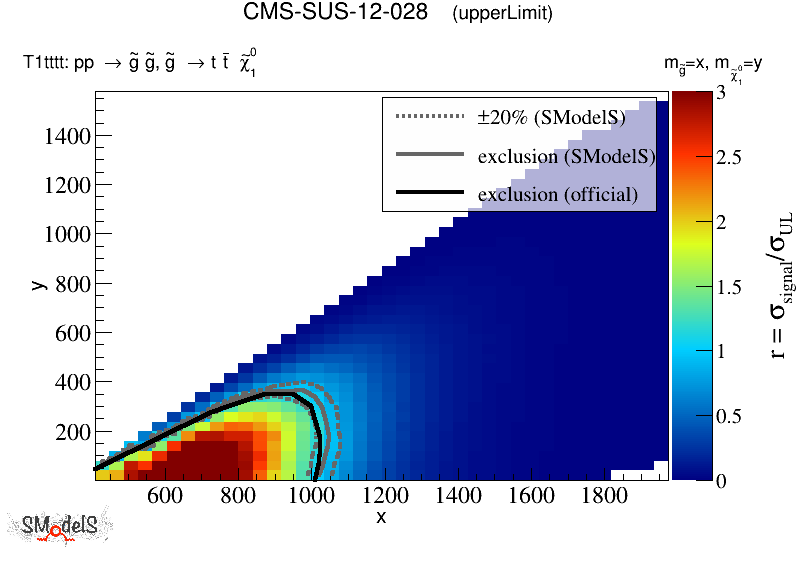 CMS-SUS-12-028 (upperLimit)
T1tttt: pp → g̃ g̃, g̃ → t t̄ χ̃₁⁰
m_g̃=x, m_χ̃₁⁰=y
±20% (SModelS)
exclusion (SModelS)
exclusion (official)
y
1400
1200
1000
800
600
400
200
600 800 1000 1200 1400 1600 1800
x
3
2.5
2
1.5
1
0.5
0
r = σ_signal/σ_UL
SModelS